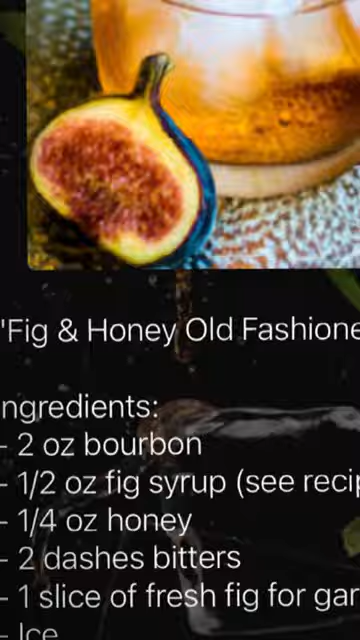 "Fig & Honey Old Fashione
ngredients:
- 2 oz bourbon
- 1/2 oz fig syrup (see recip
- 1/4 oz honey
- 2 dashes bitters
- 1 slice of fresh fig for gar
- Ice